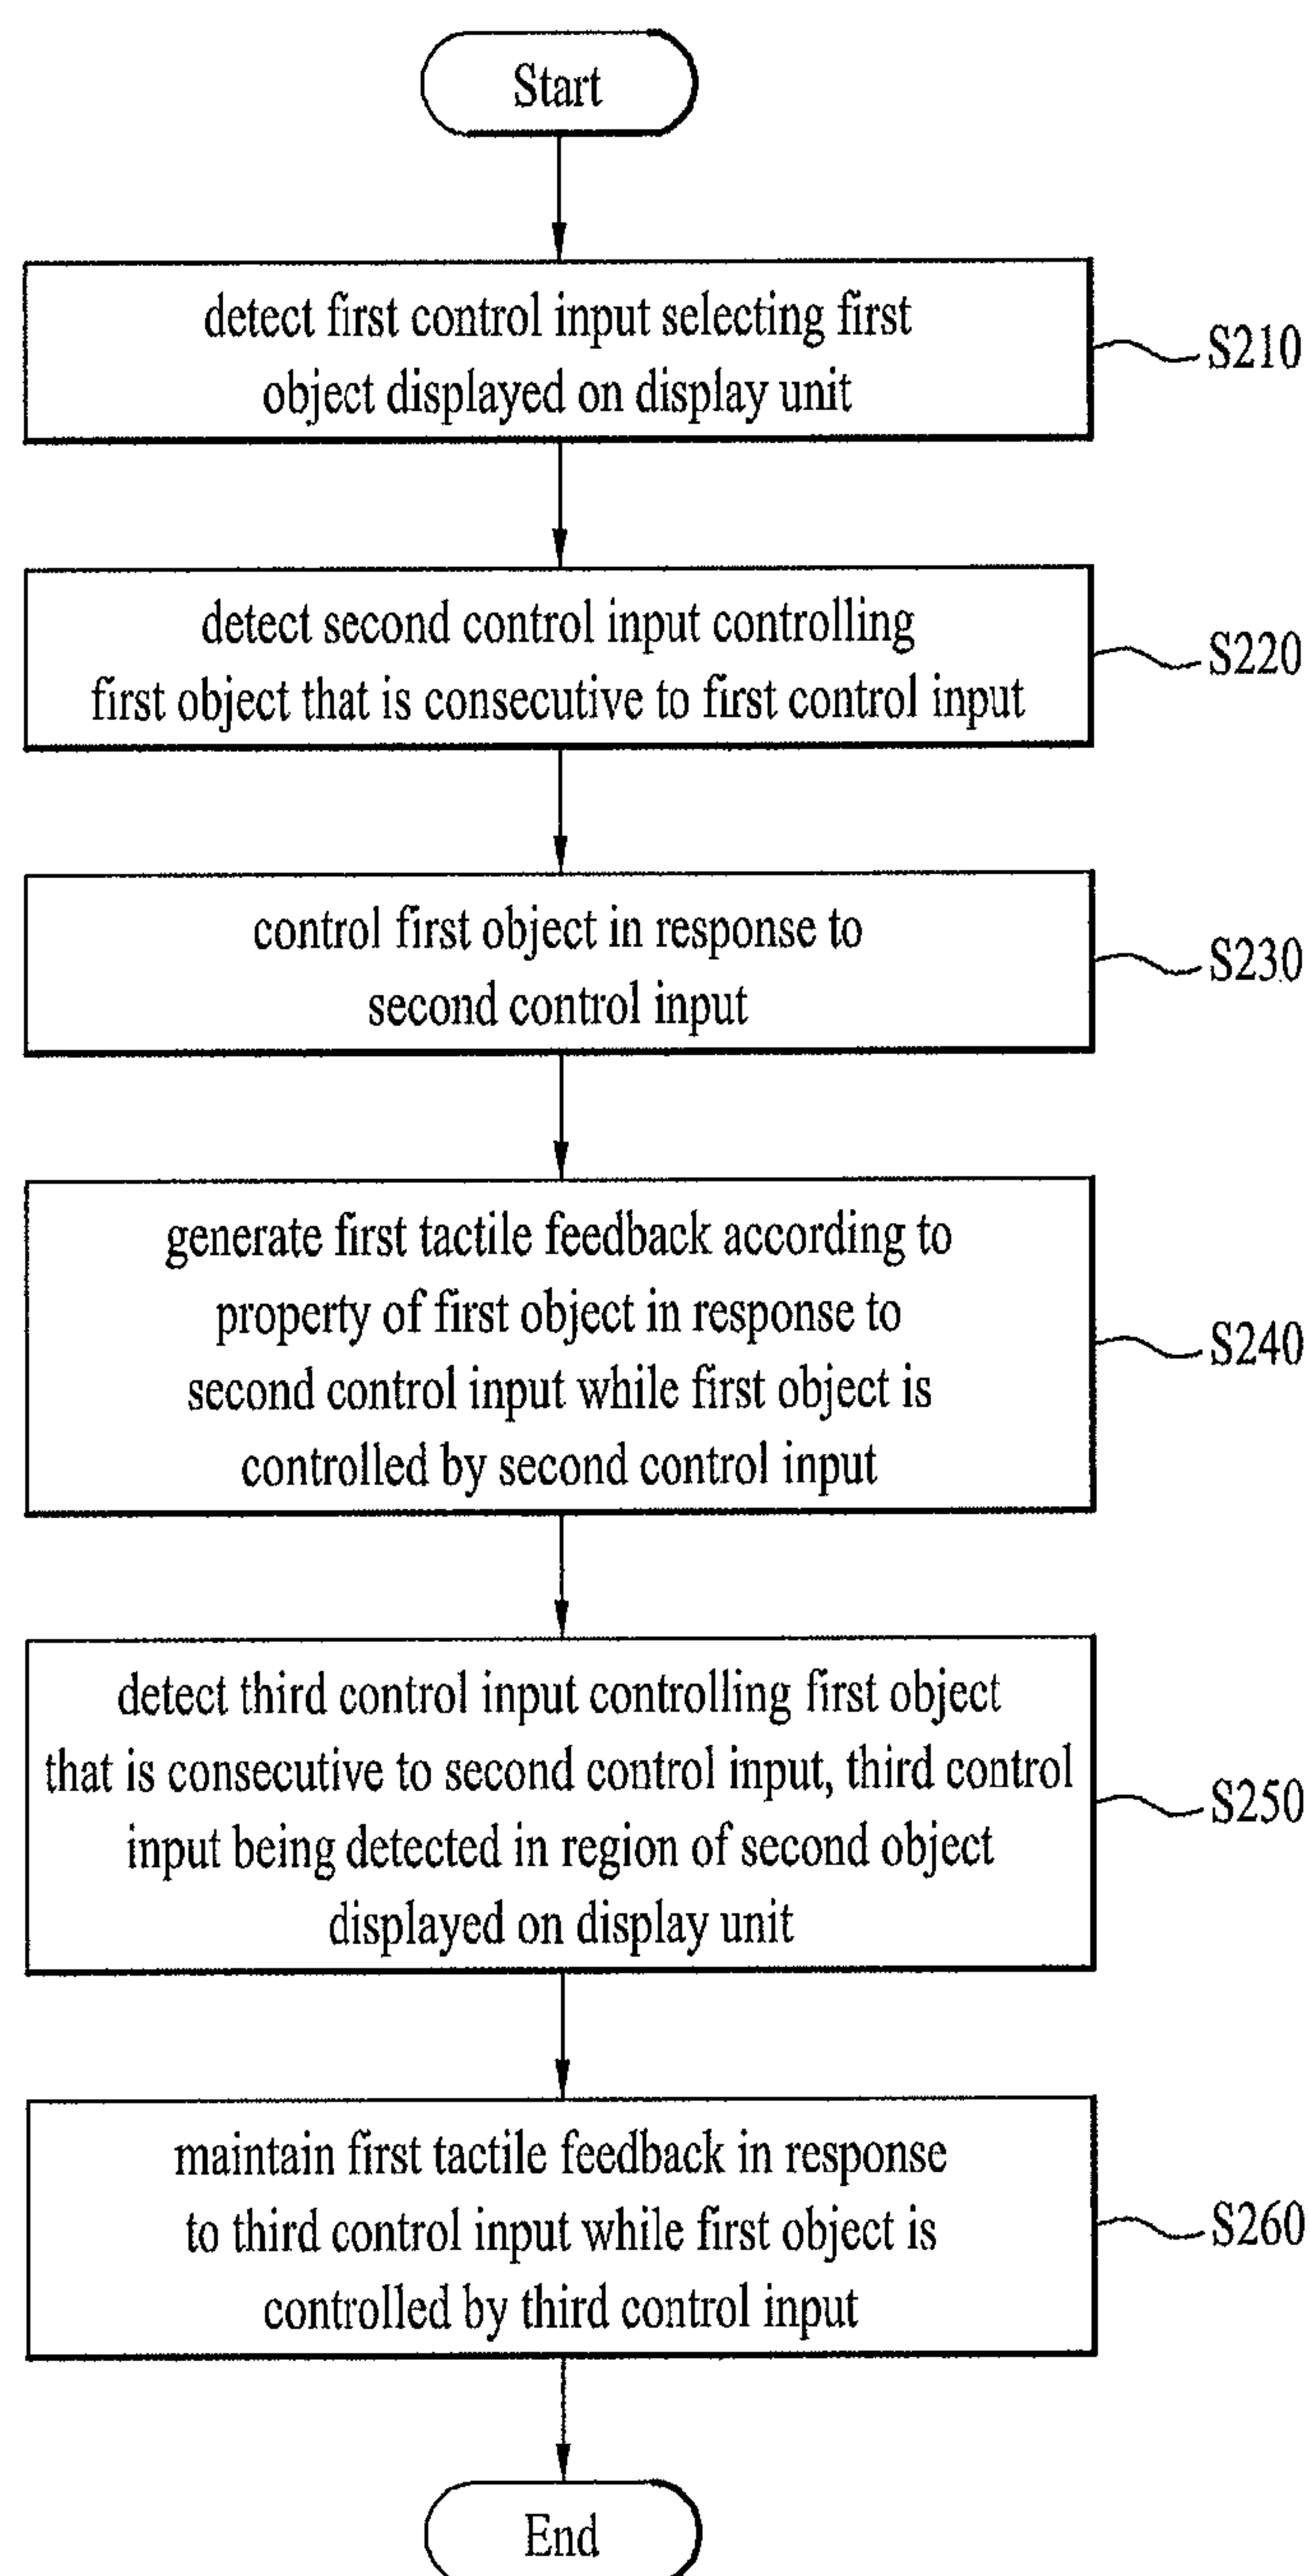 Start
detect first control input selecting first
object displayed on display unit
S210
detect second control input controlling
first object that is consecutive to first control input
S220
control first object in response to
second control input
S230
generate first tactile feedback according to
property of first object in response to
second control input while first object is
controlled by second control input
S240
detect third control input controlling first object
that is consecutive to second control input, third control
input being detected in region of second object
displayed on display unit
S250
maintain first tactile feedback in response
to third control input while first object is
controlled by third control input
S260
End